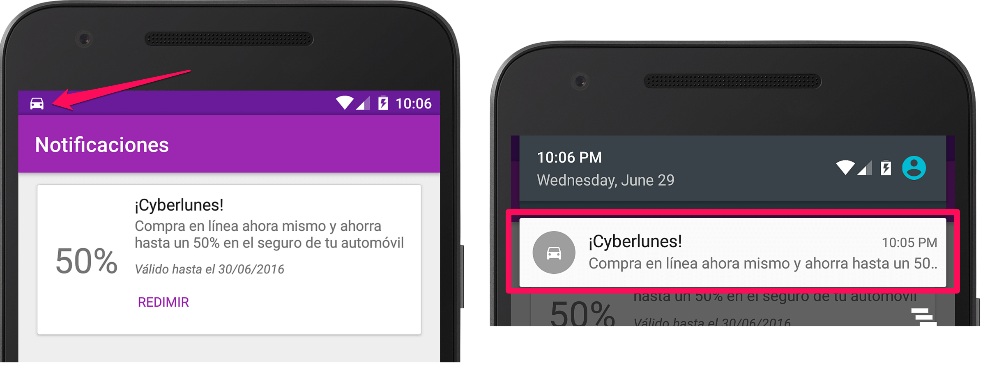 10:06
Notificaciones
¡Cyberlunes!
Compra en línea ahora mismo y ahorra
hasta un 50% en el seguro de tu automóvil
50%
Válido hasta el 30/06/2016
REDIMIR
10:06 PM
Wednesday, June 29
¡Cyberlunes!
10:05 PM
Compra en línea ahora mismo y ahorra hasta un 50..
hasta un 50% en el seguro de tu automóvil
50%
Válido hasta el 30/06/2016